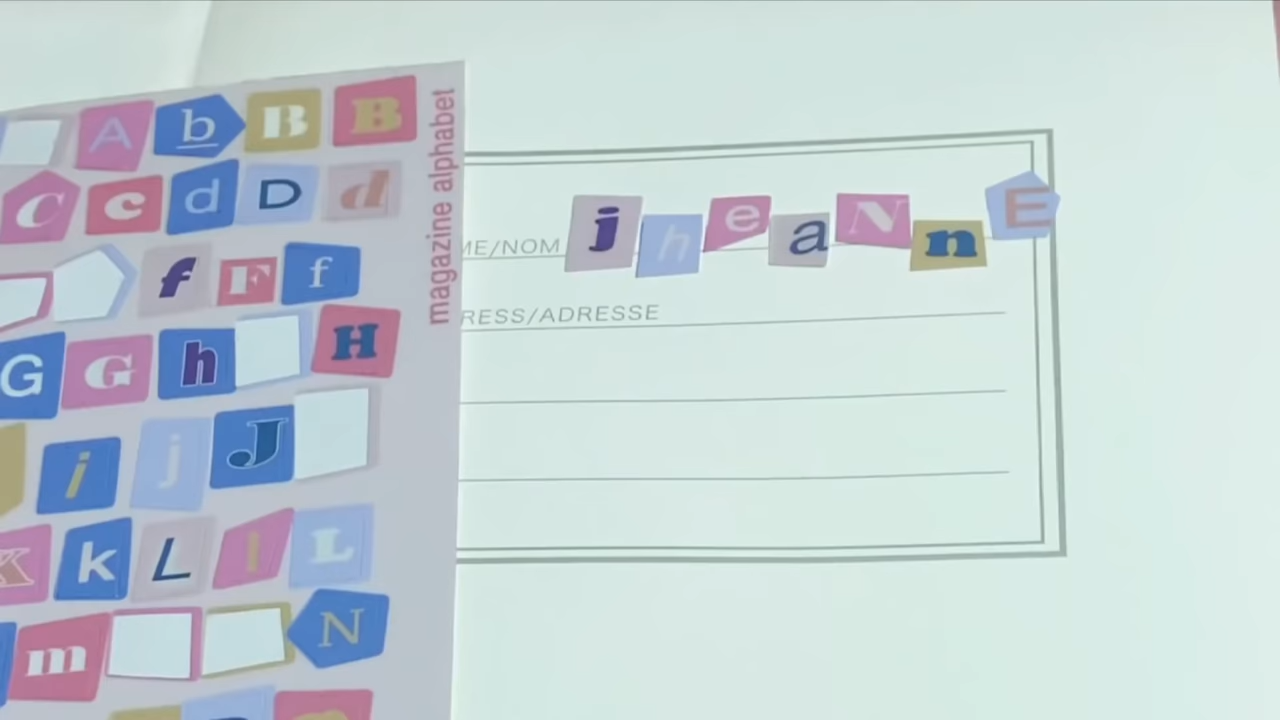 A b B B
C c d D d
f F f
G G h H
i j J
K k L l L
m N
magazine alphabet
ME/NOM jheANnE
RESS/ADRESSE